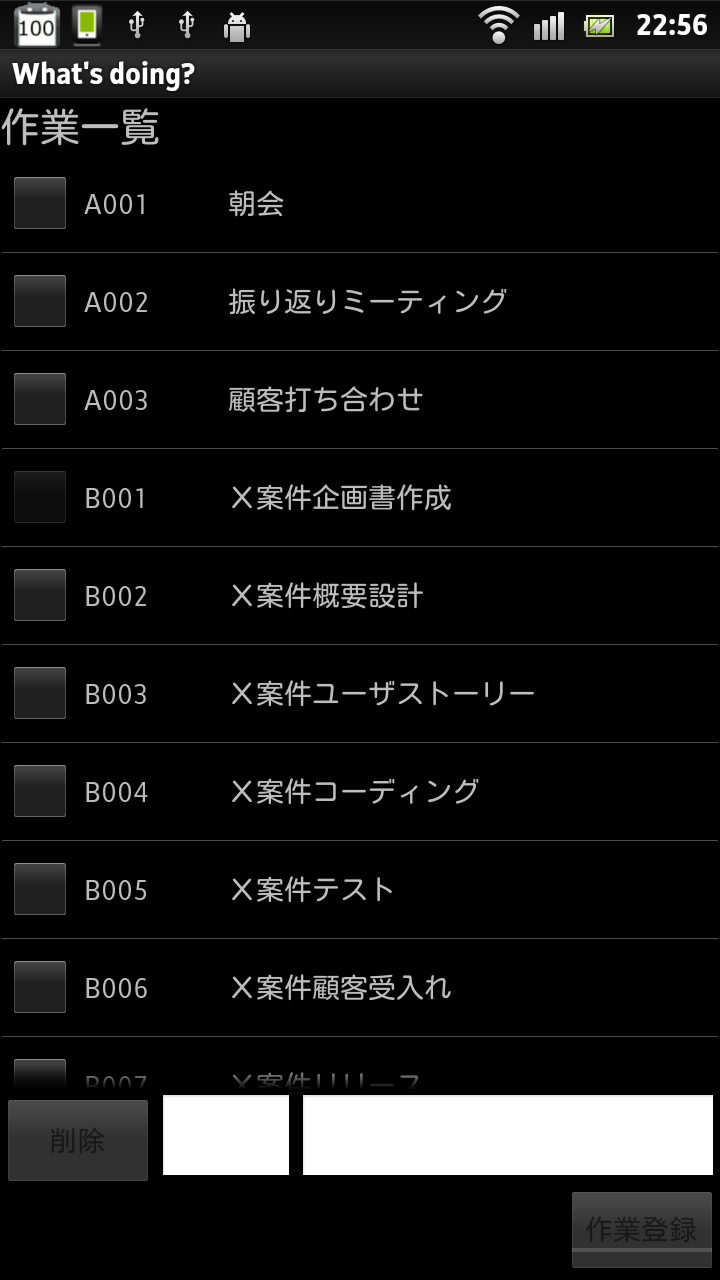 100
22:56
What's doing?
作業一覧
A001 朝会
A002 振り返りミーティング
A003 顧客打ち合わせ
B001 X案件企画書作成
B002 X案件概要設計
B003 X案件ユーザストーリー
B004 X案件コーディング
B005 X案件テスト
B006 X案件顧客受入れ
B007 X案件リリース
削除
作業登録